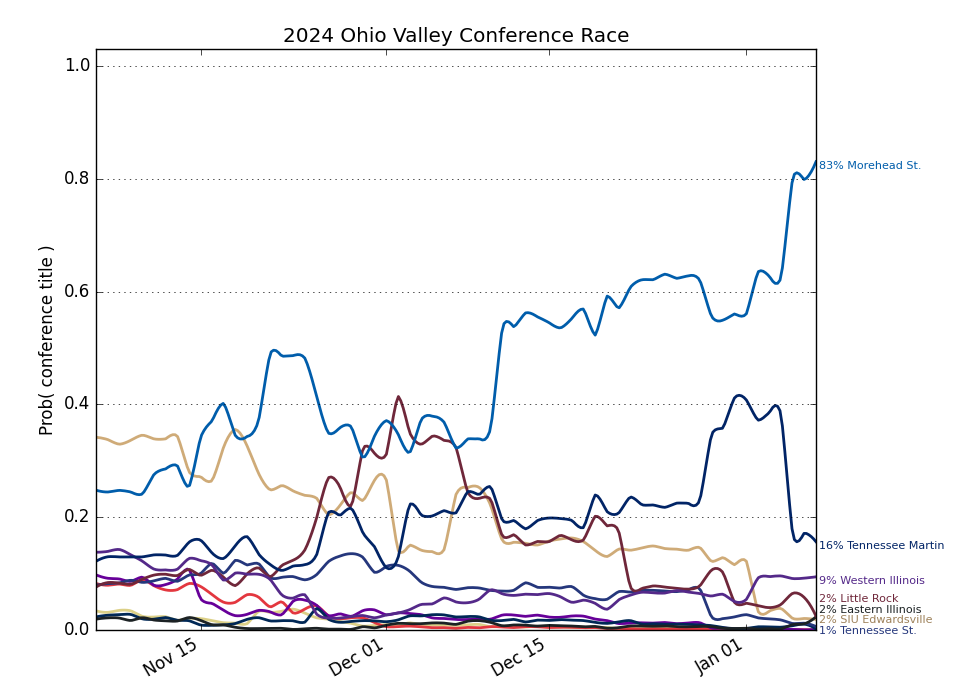 2024 Ohio Valley Conference Race
Prob( conference title )
1.0
0.8
0.6
0.4
0.2
0.0
Nov 15
Dec 01
Dec 15
Jan 01
83% Morehead St.
16% Tennessee Martin
9% Western Illinois
2% Little Rock
2% Eastern Illinois
2% SIU Edwardsville
1% Tennessee St.